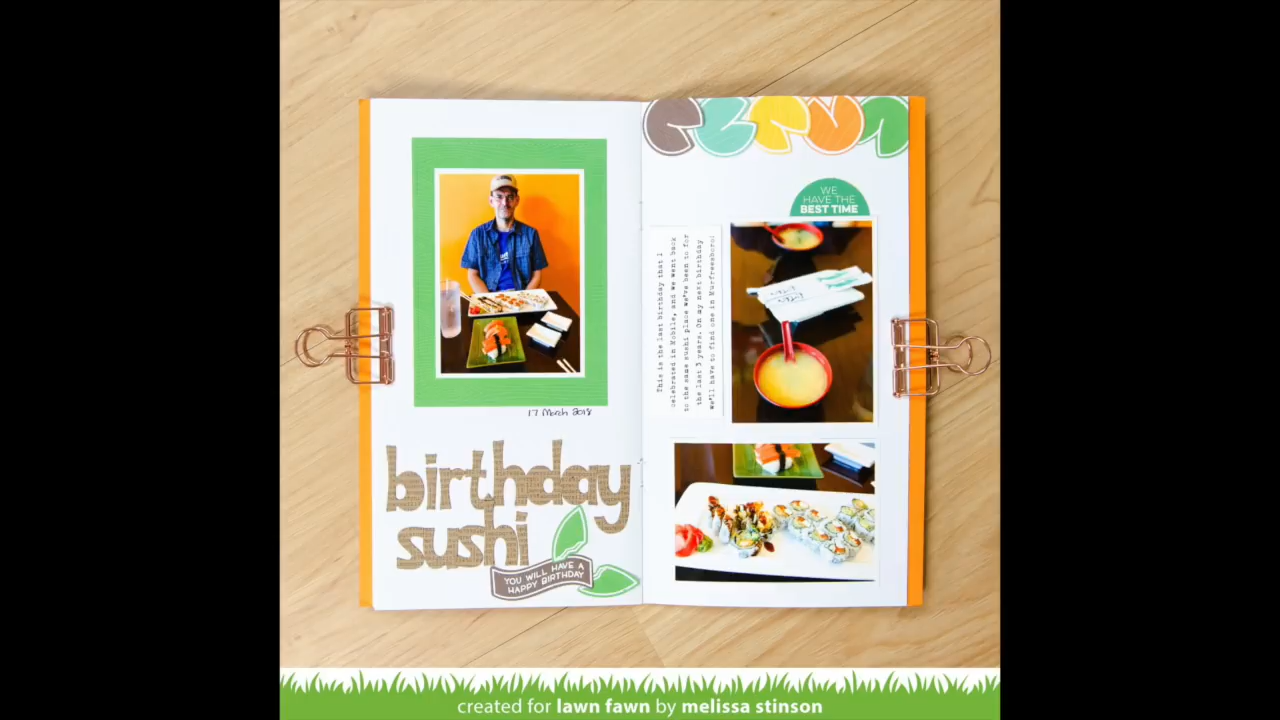 17 March 2018
birthday
sushi
YOU WILL HAVE A
HAPPY BIRTHDAY
WE
HAVE THE
BEST TIME
This is the last birthday that I
celebrated in Mobile, and we went back
to the same sushi place we've been to for
the last 3 years. On my next birthday
we'll have to find one in Murfreesboro!
created for lawn fawn by melissa stinson